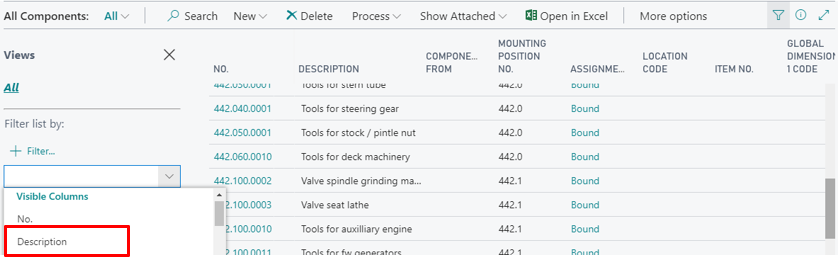 All Components: All Search New Delete Process Show Attached Open in Excel More options
Views
All
Filter list by:
+ Filter...
Visible Columns
No.
Description
NO. DESCRIPTION COMPONE... FROM MOUNTING POSITION NO. ASSIGNME... LOCATION CODE ITEM NO. GLOBAL DIMENSION 1 CODE
442.030.0001 Tools for stern tube 442.0 Bound
442.040.0001 Tools for steering gear 442.0 Bound
442.050.0001 Tools for stock / pintle nut 442.0 Bound
442.060.0010 Tools for deck machinery 442.0 Bound
442.100.0002 Valve spindle grinding ma... 442.1 Bound
442.100.0003 Valve seat lathe 442.1 Bound
442.100.0010 Tools for auxilliary engine 442.1 Bound
442.100.0011 Tools for fw generators 442.1 Bound